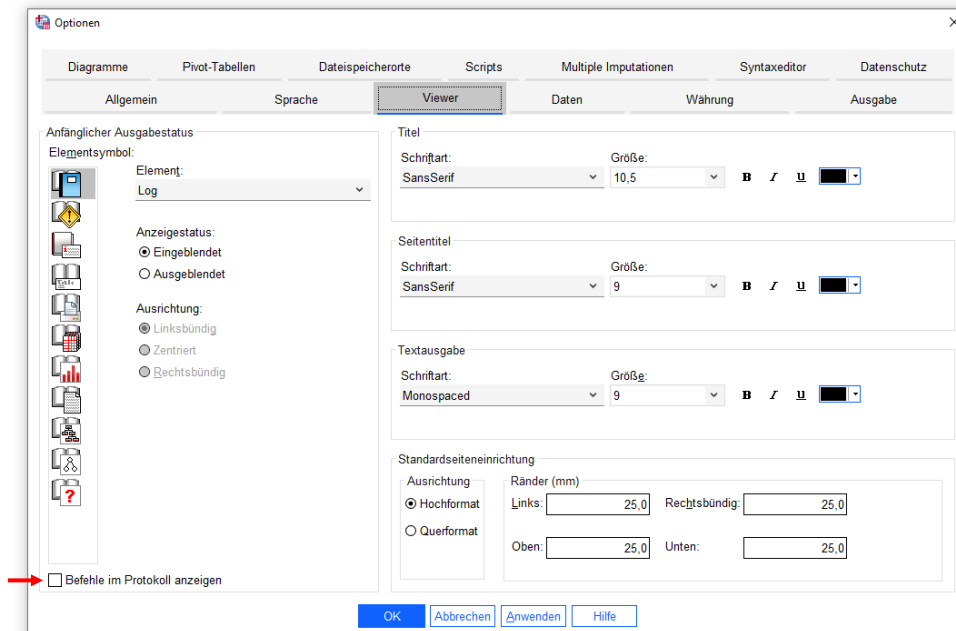 Optionen
Diagramme Pivot-Tabellen Dateispeicherorte Scripts Multiple Imputationen Syntaxeditor Datenschutz
Allgemein Sprache Viewer Daten Währung Ausgabe
Anfänglicher Ausgabestatus
Elementsymbol:
Element:
Log
Anzeigestatus:
Eingeblendet
Ausgeblendet
Ausrichtung:
Linksbündig
Zentriert
Rechtsbündig
Befehle im Protokoll anzeigen
Titel
Schriftart: Größe:
SansSerif 10,5 B I u
Seitentitel
Schriftart: Größe:
SansSerif 9 B I u
Textausgabe
Schriftart: Größe:
Monospaced 9 B I u
Standardseiteneinrichtung
Ausrichtung
Hochformat
Querformat
Ränder (mm)
Links: 25,0 Rechtsbündig: 25,0
Oben: 25,0 Unten: 25,0
OK Abbrechen Anwenden Hilfe